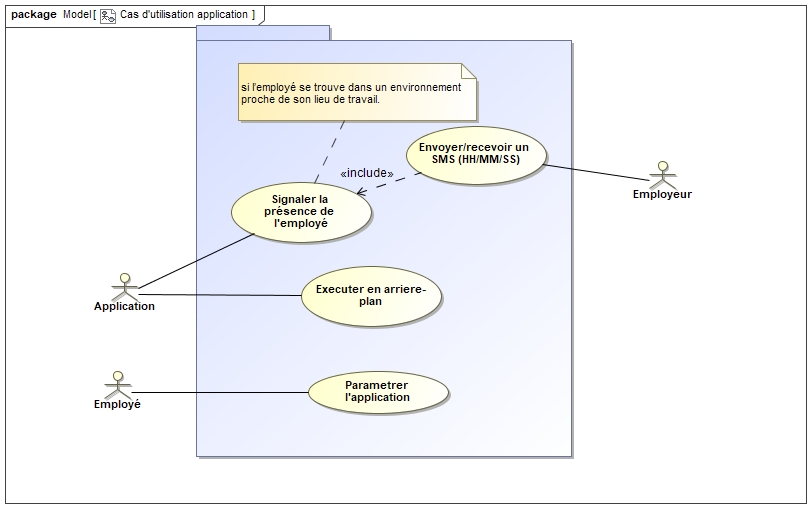 package Model[ Cas d'utilisation application ]
si l'employé se trouve dans un environnement
proche de son lieu de travail.
Envoyer/recevoir un
SMS (HH/MM/SS)
«include»
Employeur
Signaler la
présence de
l'employé
Application
Executer en arriere-
plan
Employé
Parametrer
l'application